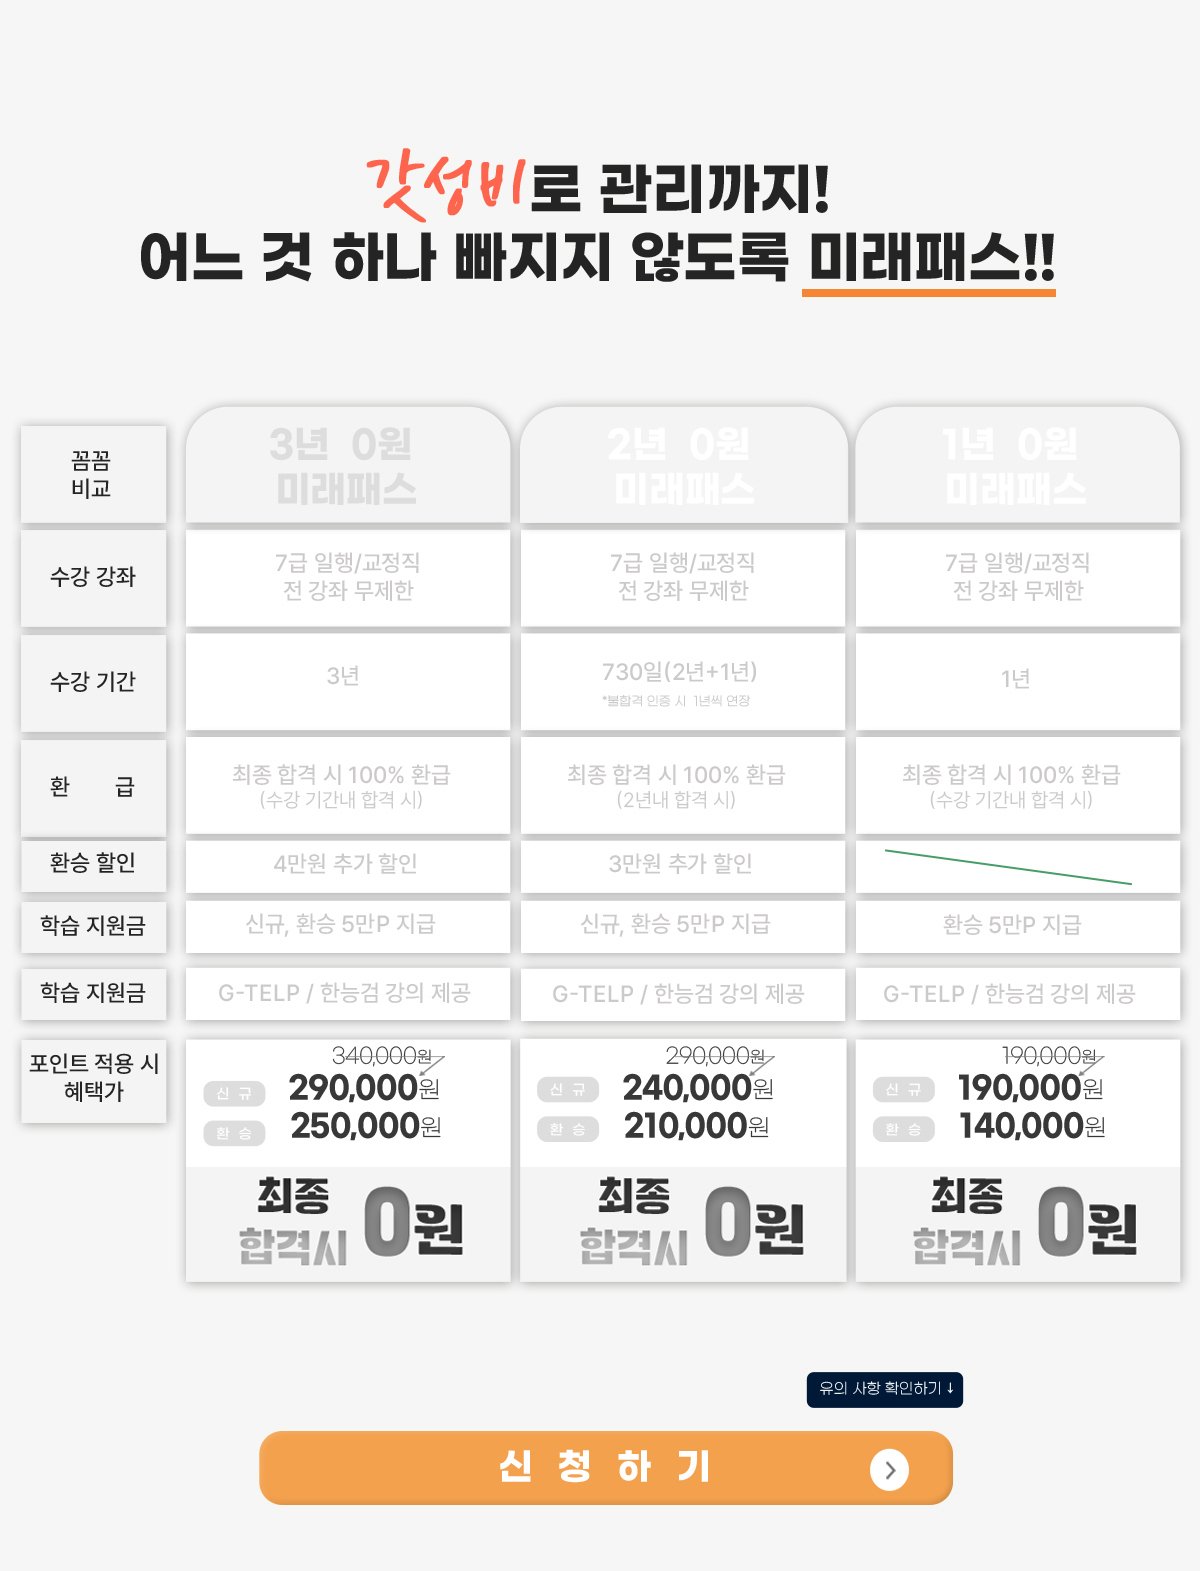 갓성비로 관리까지!
어느 것 하나 빠지지 않도록 미래패스!!
꼼꼼
비교
3년 0원
미래패스
2년 0원
미래패스
1년 0원
미래패스
수강 강좌
7급 일행/교정직
전 강좌 무제한
7급 일행/교정직
전 강좌 무제한
7급 일행/교정직
전 강좌 무제한
수강 기간
3년
730일(2년+1년)
*불합격 인증 시 1년씩 연장
1년
환 급
최종 합격 시 100% 환급
(수강 기간내 합격 시)
최종 합격 시 100% 환급
(2년내 합격 시)
최종 합격 시 100% 환급
(수강 기간내 합격 시)
환승 할인
4만원 추가 할인
3만원 추가 할인
학습 지원금
신규, 환승 5만P 지급
신규, 환승 5만P 지급
환승 5만P 지급
학습 지원금
G-TELP / 한능검 강의 제공
G-TELP / 한능검 강의 제공
G-TELP / 한능검 강의 제공
포인트 적용 시
혜택가
340,000원
신 규 290,000원
환 승 250,000원
290,000원
신 규 240,000원
환 승 210,000원
190,000원
신 규 190,000원
환 승 140,000원
최종
합격시 0원
최종
합격시 0원
최종
합격시 0원
유의 사항 확인하기 ↓
신 청 하 기